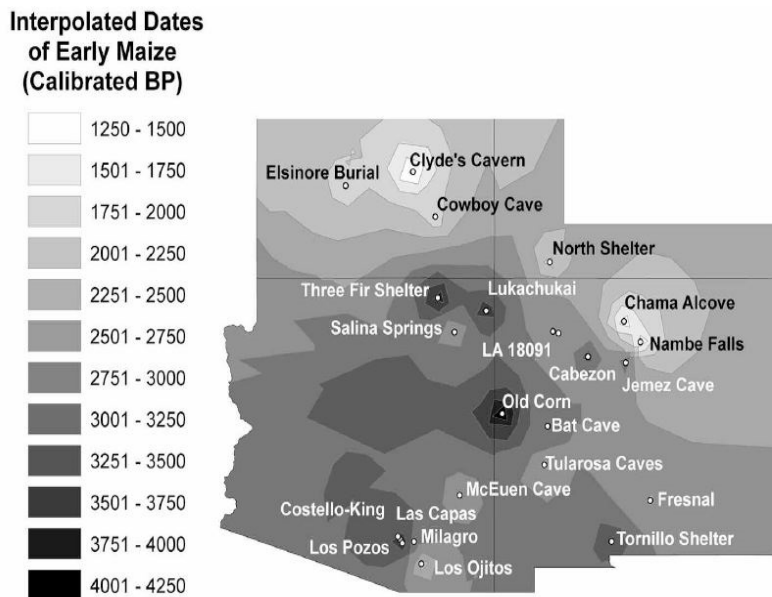 Interpolated Dates
of Early Maize
(Calibrated BP)
1250 - 1500
1501 - 1750
1751 - 2000
2001 - 2250
2251 - 2500
2501 - 2750
2751 - 3000
3001 - 3250
3251 - 3500
3501 - 3750
3751 - 4000
4001 - 4250
Clyde's Cavern
Elsinore Burial
Cowboy Cave
North Shelter
Three Fir Shelter
Lukachukai
Chama Alcove
Salina Springs
LA 18091
Nambe Falls
Cabezon
Jemez Cave
Old Corn
Bat Cave
Tularosa Caves
McEuen Cave
Fresnal
Costello-King
Las Capas
Los Pozos
Milagro
Tornillo Shelter
Los Ojitos